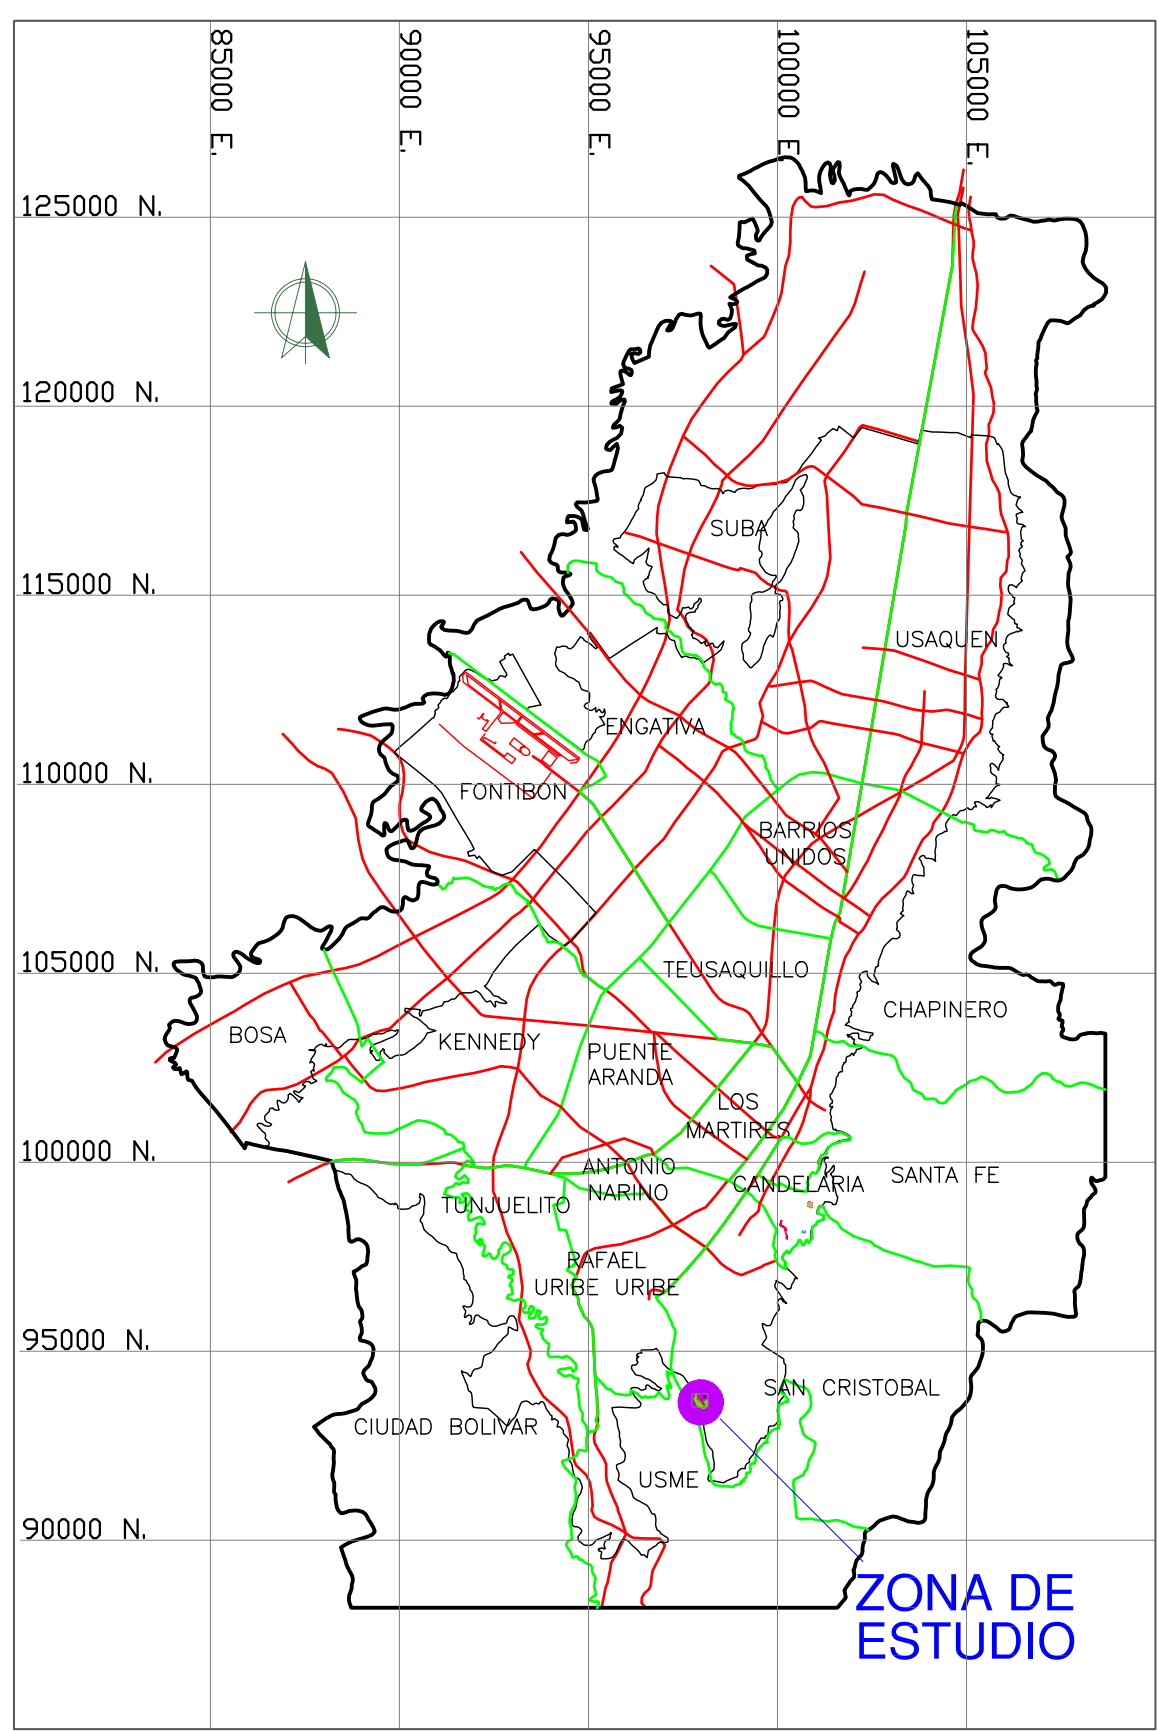 85000 E.
90000 E.
95000 E.
100000 E.
105000 E.
125000 N.
120000 N.
SUBA
115000 N.
USAQUEN
ENGATIVA
110000 N.
FONTIBON
BARRIOS
UNIDOS
105000 N.
TEUSAQUILLO
CHAPINERO
BOSA
KENNEDY
PUENTE
ARANDA
LOS
MARTIRES
100000 N.
ANTONIO
NARINO
CANDELARIA
SANTA FE
TUNJUELITO
RAFAEL
URIBE URIBE
95000 N.
SAN CRISTOBAL
CIUDAD BOLIVAR
USME
90000 N.
ZONA DE
ESTUDIO